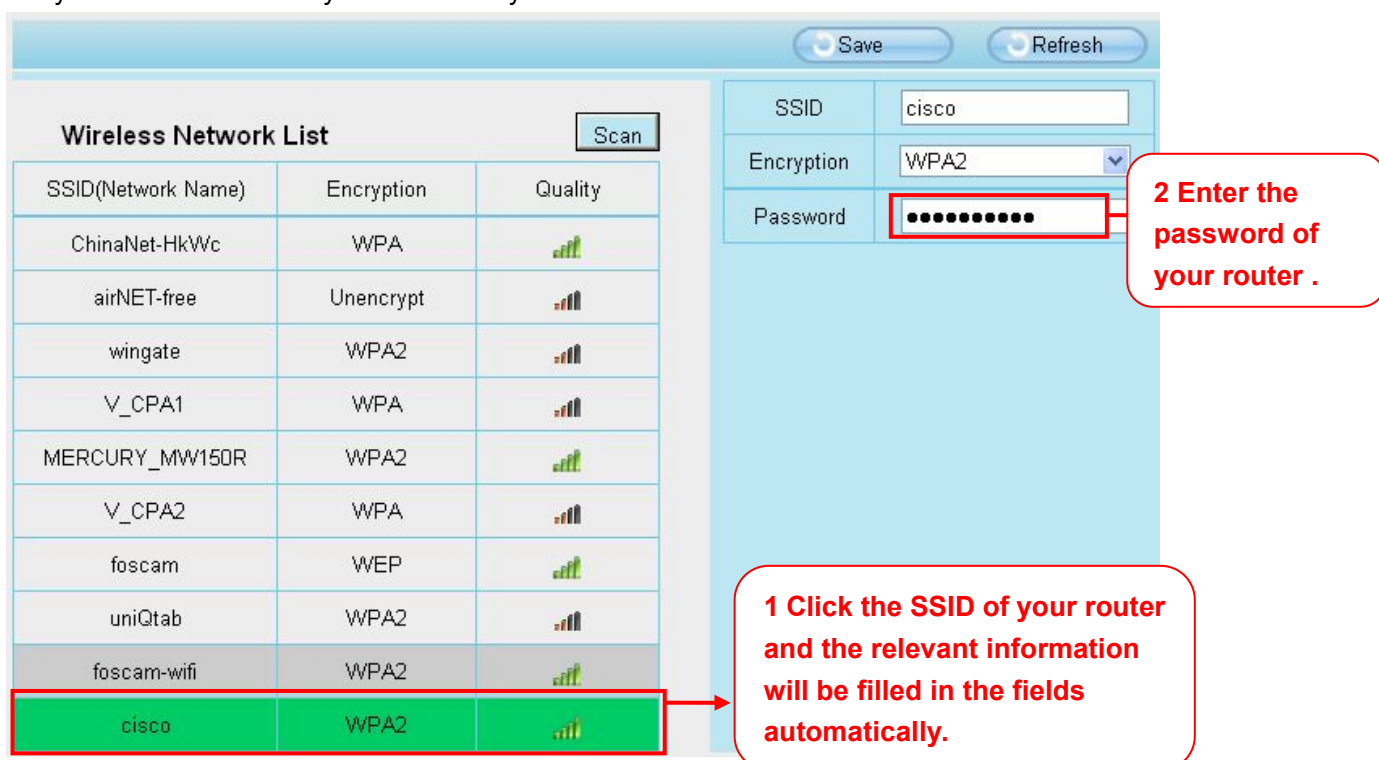 Save Refresh
Wireless Network List Scan
SSID(Network Name) Encryption Quality
ChinaNet-HkWc WPA
airNET-free Unencrypt
wingate WPA2
V_CPA1 WPA
MERCURY_MW150R WPA2
V_CPA2 WPA
foscam WEP
uniQtab WPA2
foscam-wifi WPA2
cisco WPA2
SSID cisco
Encryption WPA2
Password ●●●●●●●●●●
2 Enter the
password of
your router .
1 Click the SSID of your router
and the relevant information
will be filled in the fields
automatically.